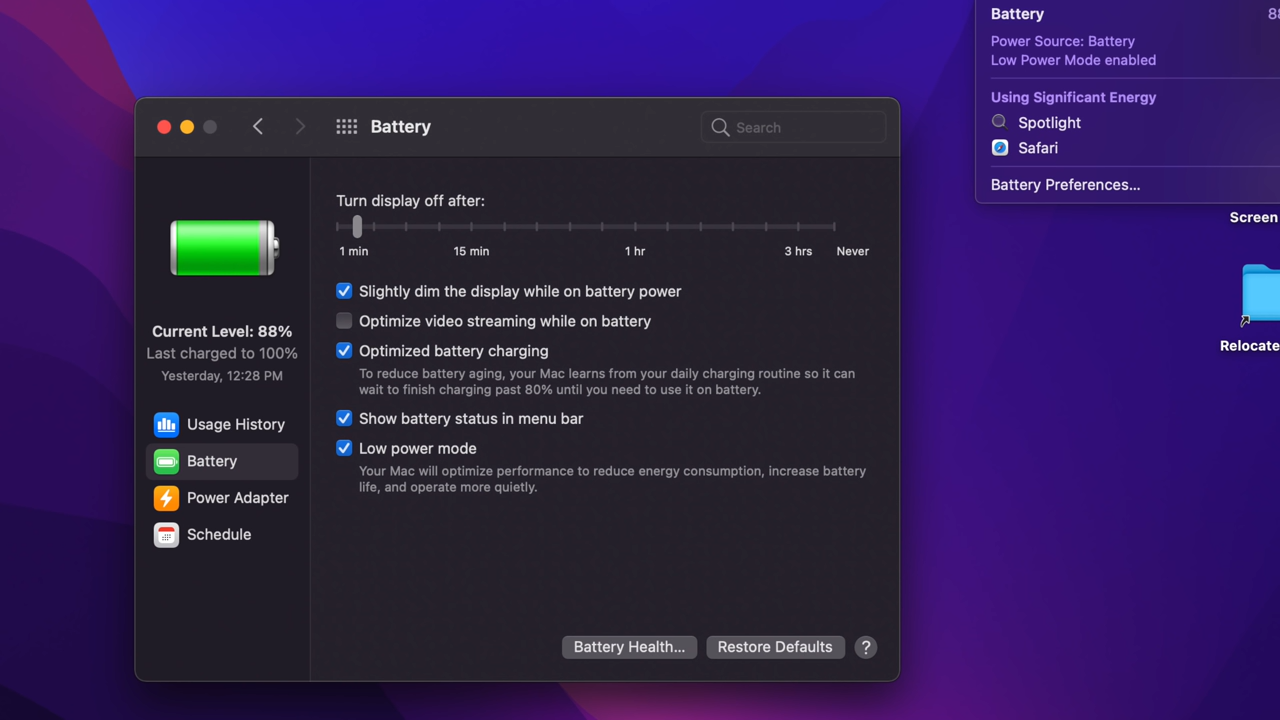 Battery
Power Source: Battery
Low Power Mode enabled
Using Significant Energy
Spotlight
Safari
Battery Preferences...
Screen
Relocate
Battery
Search
Current Level: 88%
Last charged to 100%
Yesterday, 12:28 PM
Usage History
Battery
Power Adapter
Schedule
Turn display off after:
1 min 15 min 1 hr 3 hrs Never
Slightly dim the display while on battery power
Optimize video streaming while on battery
Optimized battery charging
To reduce battery aging, your Mac learns from your daily charging routine so it can
wait to finish charging past 80% until you need to use it on battery.
Show battery status in menu bar
Low power mode
Your Mac will optimize performance to reduce energy consumption, increase battery
life, and operate more quietly.
Battery Health... Restore Defaults ?